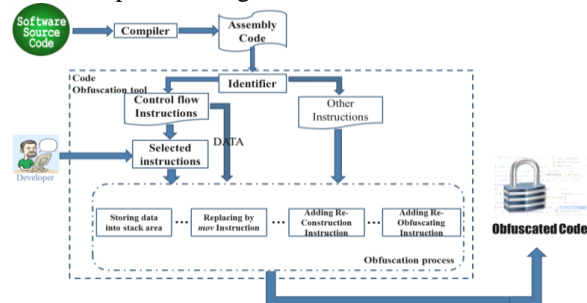 Software
Source
Code
Compiler
Assembly
Code
Code
Obfuscation tool
Identifier
Control flow
Instructions
Other
Instructions
DATA
Developer
Selected
instructions
Storing data
into stack area
...
Replacing by
mov Instruction
...
Adding Re-
Construction
Instruction
...
Adding Re-
Obfuscating
Instruction
Obfuscation process
Obfuscated Code